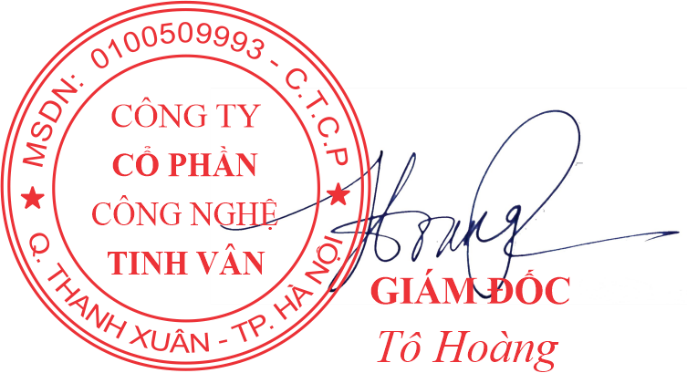 MSDN: 0100509993 - C.T.C.P
CÔNG TY
CỔ PHẦN
CÔNG NGHỆ
TINH VÂN
★ Q. THANH XUÂN - TP. HÀ NỘI ★
Hoang
GIÁM ĐỐC
Tô Hoàng